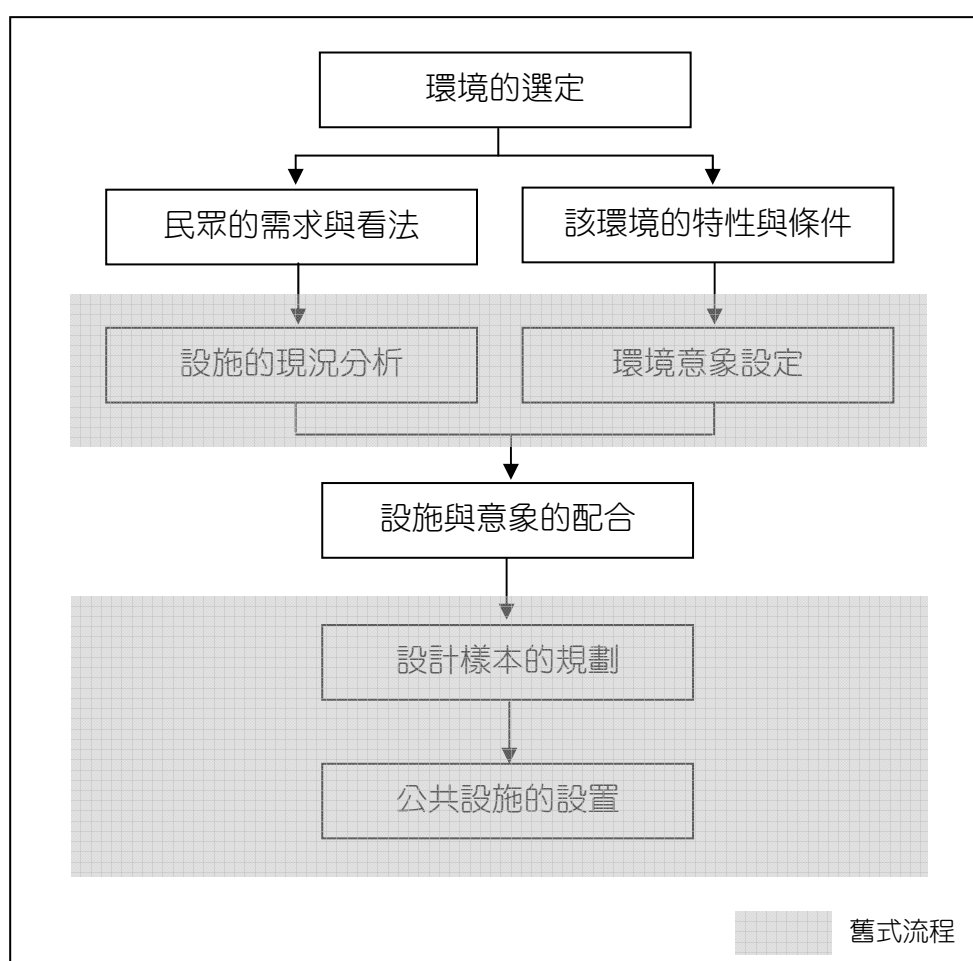 環境的選定
民眾的需求與看法
該環境的特性與條件
設施的現況分析
環境意象設定
設施與意象的配合
設計樣本的規劃
公共設施的設置
舊式流程